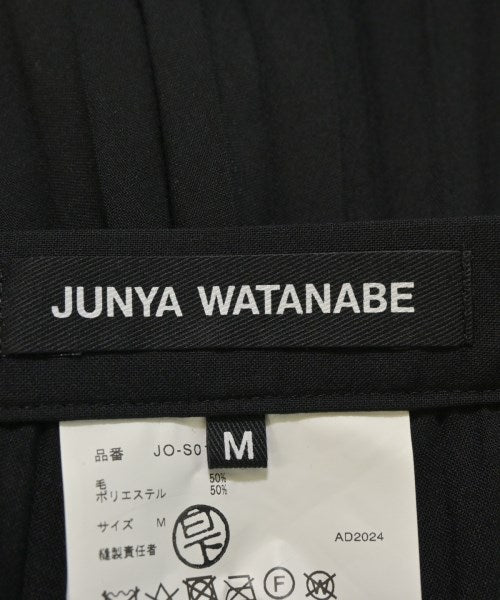 JUNYA WATANABE
M
品番 JO-S0
毛 50%
ポリエステル 50%
サイズ M
縫製責任者
AD2024
F
W